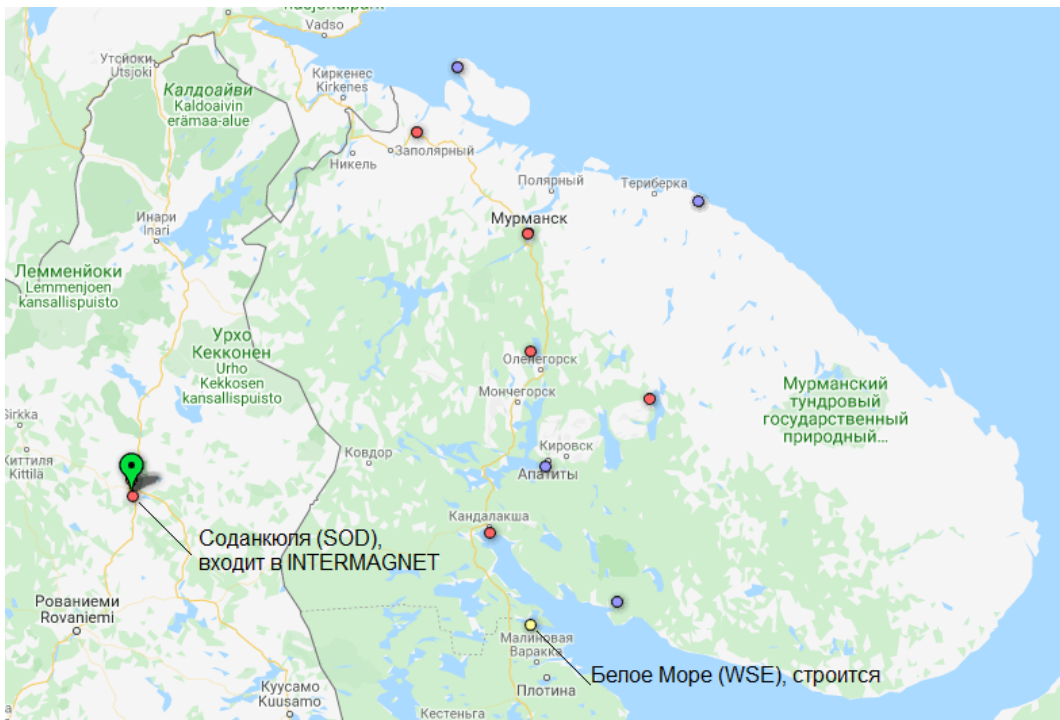 Vadso
Утсйоки
Utsjoki
Киркенес
Kirkenes
Калдоайви
Kaldoaivin
erämaa-alue
Заполярный
Никель
Полярный
Териберка
Инари
Inari
Мурманск
Лемменйоки
Lemmenjoen
kansallispuisto
Урхо
Кекконен
Urho
Kekkosen
kansallispuisto
Оленегорск
Мончегорск
Мурманский
тундровый
государственный
природный...
Sirkka
Киттиля
Kittilä
Ковдор
Кировск
Апатиты
Кандалакша
Соданкюля (SOD),
входит в INTERMAGNET
Рованиеми
Rovaniemi
Малиновая
Варакка
Белое Море (WSE), строится
Плотина
Куусамо
Kuusamo
Кестеньга